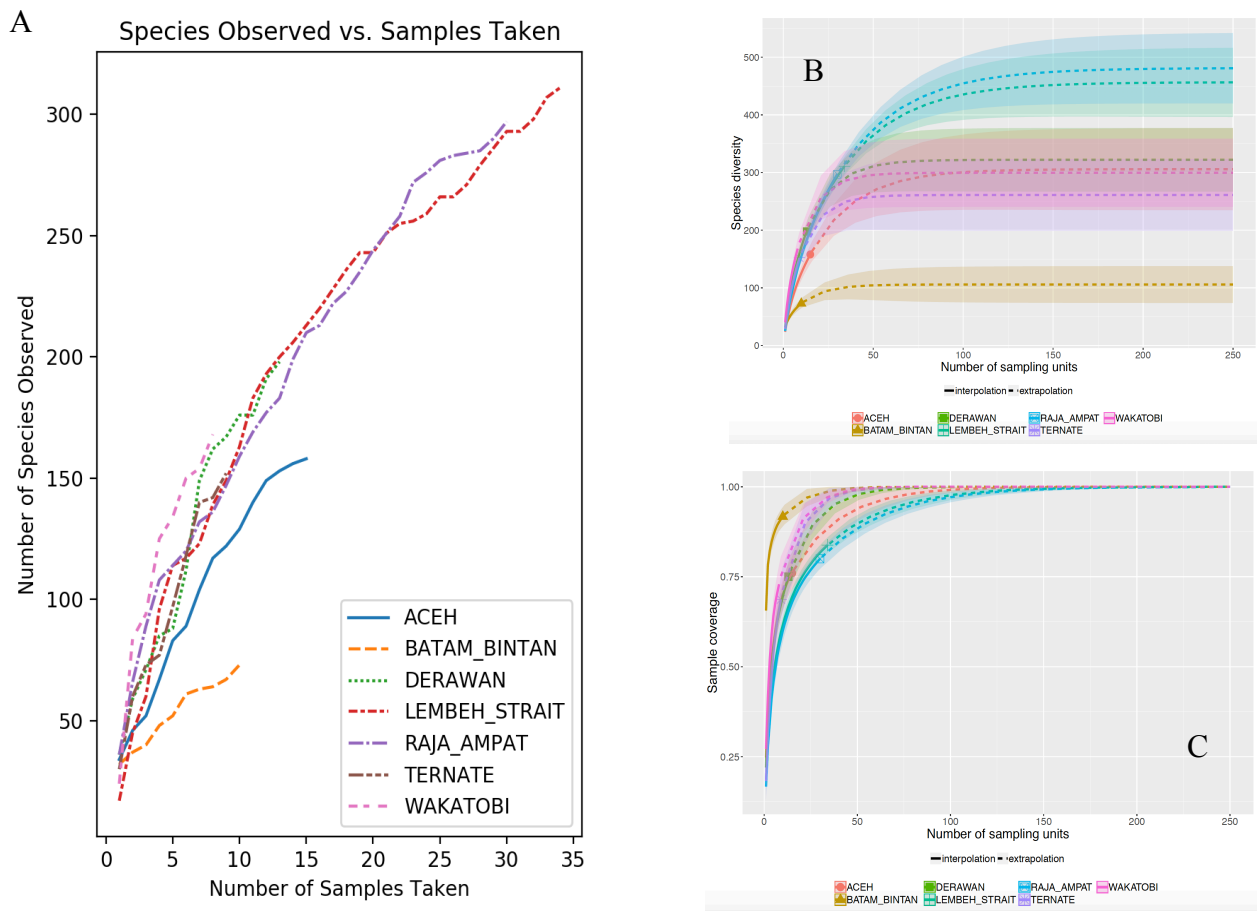 A
Species Observed vs. Samples Taken
Number of Species Observed
300
250
200
150
100
50
0 5 10 15 20 25 30 35
Number of Samples Taken
ACEH
BATAM_BINTAN
DERAWAN
LEMBEH_STRAIT
RAJA_AMPAT
TERNATE
WAKATOBI
B
Species diversity
500
400
300
200
100
0
0 50 100 150 200 250
Number of sampling units
interpolation extrapolation
ACEH DERAWAN RAJA_AMPAT WAKATOBI
BATAM_BINTAN LEMBEH_STRAIT TERNATE
C
Sample coverage
1.00
0.75
0.50
0.25
0 50 100 150 200 250
Number of sampling units
interpolation extrapolation
ACEH DERAWAN RAJA_AMPAT WAKATOBI
BATAM_BINTAN LEMBEH_STRAIT TERNATE